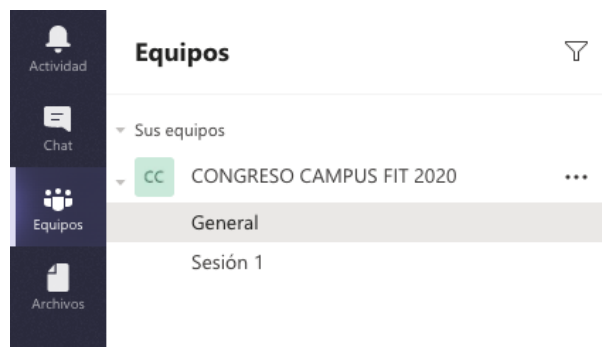 Actividad
Chat
Equipos
Archivos
Equipos
Sus equipos
CC CONGRESO CAMPUS FIT 2020
General
Sesión 1